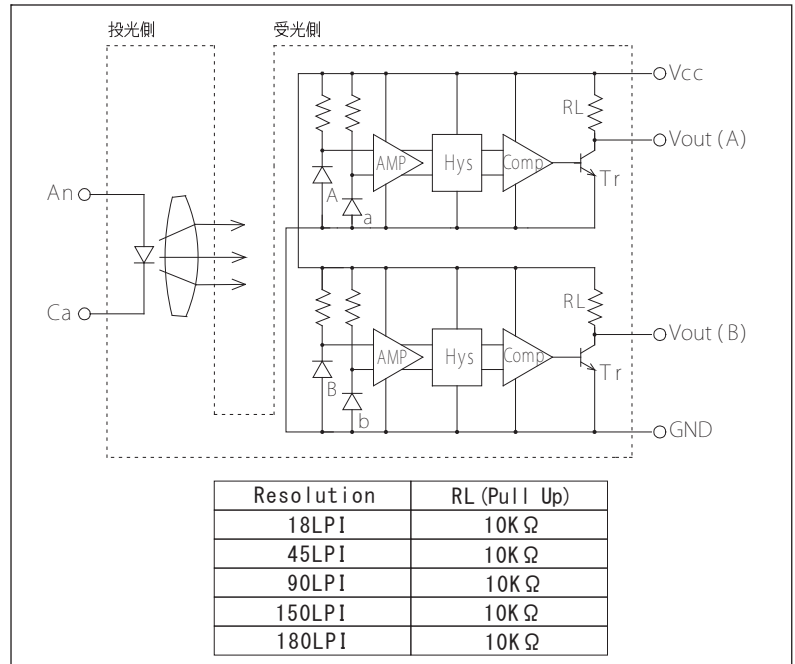 投光側 受光側
Vcc
RL
Vout (A)
AMP Hys Comp
Tr
A
a
An
Ca
RL
Vout (B)
AMP Hys Comp
Tr
B
b
GND
Resolution RL (Pull Up)
18LPI 10KΩ
45LPI 10KΩ
90LPI 10KΩ
150LPI 10KΩ
180LPI 10KΩ